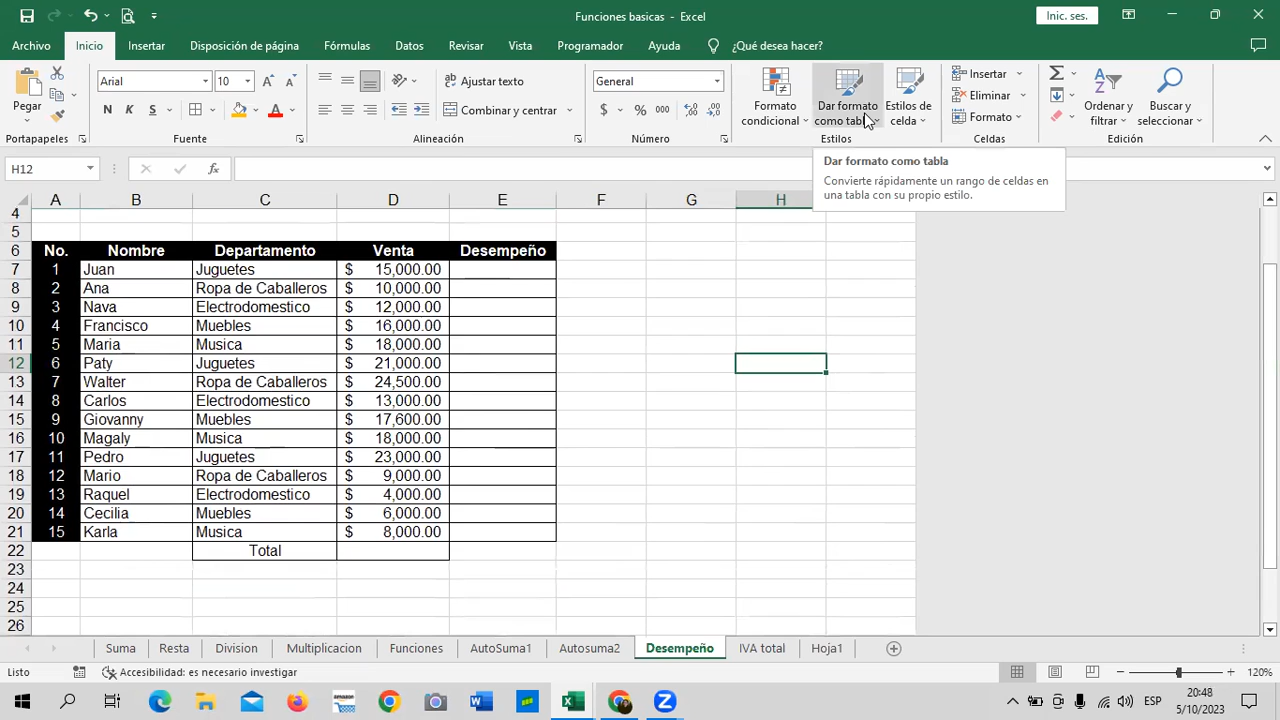 Funciones basicas - Excel
Inic. ses.
Archivo Inicio Insertar Disposición de página Fórmulas Datos Revisar Vista Programador Ayuda ¿Qué desea hacer?
Pegar
Arial 10
N K S
Ajustar texto
Combinar y centrar
General
$ % 000
Formato condicional
Dar formato como tabla
Estilos de celda
Insertar
Eliminar
Formato
Ordenar y filtrar
Buscar y seleccionar
Portapapeles Fuente Alineación Número Estilos Celdas Edición
H12 fx
Dar formato como tabla
Convierte rápidamente un rango de celdas en
una tabla con su propio estilo.
A B C D E F G H
4
5
6 No. Nombre Departamento Venta Desempeño
7 1 Juan Juguetes $ 15,000.00
8 2 Ana Ropa de Caballeros $ 10,000.00
9 3 Nava Electrodomestico $ 12,000.00
10 4 Francisco Muebles $ 16,000.00
11 5 Maria Musica $ 18,000.00
12 6 Paty Juguetes $ 21,000.00
13 7 Walter Ropa de Caballeros $ 24,500.00
14 8 Carlos Electrodomestico $ 13,000.00
15 9 Giovanny Muebles $ 17,600.00
16 10 Magaly Musica $ 18,000.00
17 11 Pedro Juguetes $ 23,000.00
18 12 Mario Ropa de Caballeros $ 9,000.00
19 13 Raquel Electrodomestico $ 4,000.00
20 14 Cecilia Muebles $ 6,000.00
21 15 Karla Musica $ 8,000.00
22 Total
23
24
25
26
Suma Resta Division Multiplicacion Funciones AutoSuma1 AutoSuma2 Desempeño IVA total Hoja1
Listo Accesibilidad: es necesario investigar 120%
ESP 20:48
5/10/2023